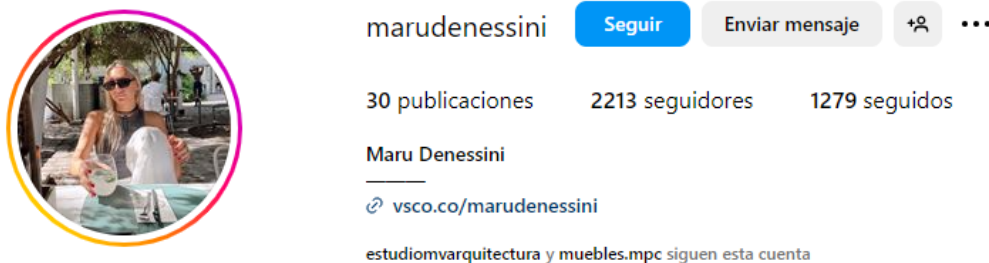 marudenessini Seguir Enviar mensaje
30 publicaciones 2213 seguidores 1279 seguidos
Maru Denessini
———
vsco.co/marudenessini
estudiomvarquitectura y muebles.mpc siguen esta cuenta